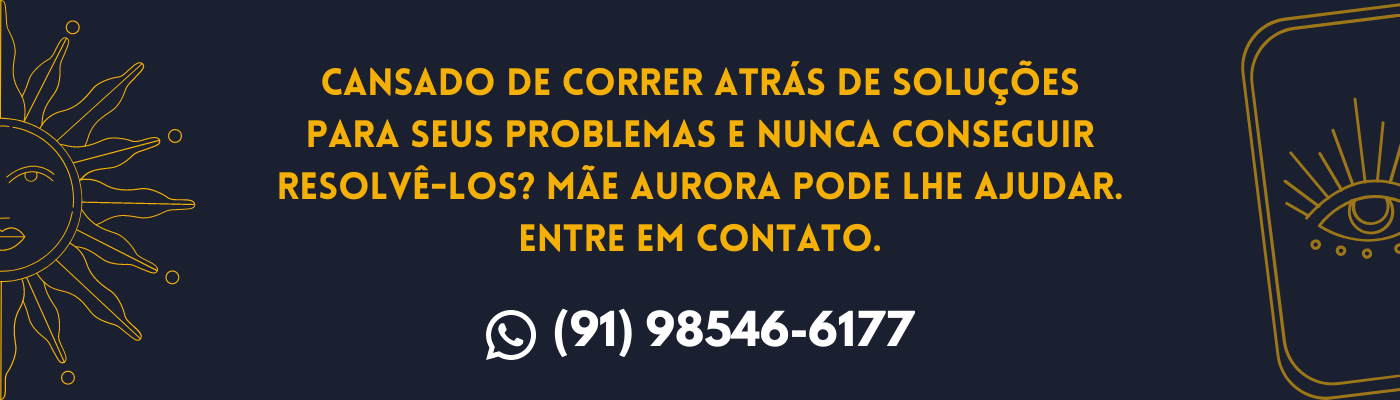 CANSADO DE CORRER ATRÁS DE SOLUÇÕES
PARA SEUS PROBLEMAS E NUNCA CONSEGUIR
RESOLVÊ-LOS? MÃE AURORA PODE LHE AJUDAR.
ENTRE EM CONTATO.
(91) 98546-6177